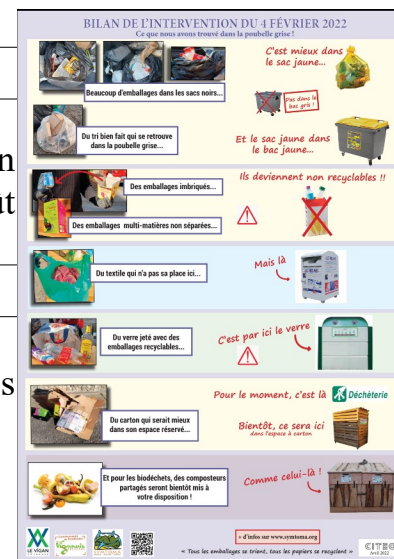 BILAN DE L'INTERVENTION DU 4 FÉVRIER 2022
Ce que nous avons trouvé dans la poubelle grise !
Beaucoup d'emballages dans les sacs noirs...
C'est mieux dans
le sac jaune...
Pas dans le
bac gris !
Du tri bien fait qui se retrouve
dans la poubelle grise...
Et le sac jaune dans
le bac jaune...
Des emballages imbriqués...
Des emballages multi-matières non séparées...
Ils deviennent non recyclables !!
Du textile qui n'a pas sa place ici...
Mais là
Du verre jeté avec des
emballages recyclables...
C'est par ici le verre
Du carton qui serait mieux
dans son espace réservé...
Pour le moment, c'est là
Déchèterie
Bientôt, ce sera ici
dans l'espace à carton
Et pour les biodéchets, des composteurs
partagés seront bientôt mis à
votre disposition !
Comme celui-là !
LE VIGAN
+ d'infos sur www.symtoma.org
« Tous les emballages se trient, tous les papiers se recyclent »
CITEO
Avril 2022
n
it
s